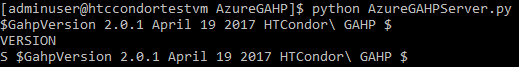 [adminuser@htccondortestvm AzureGAHP]$ python AzureGAHPServer.py
$GahpVersion 2.0.1 April 19 2017 HTCondor\ GAHP $
VERSION
S $GahpVersion 2.0.1 April 19 2017 HTCondor\ GAHP $